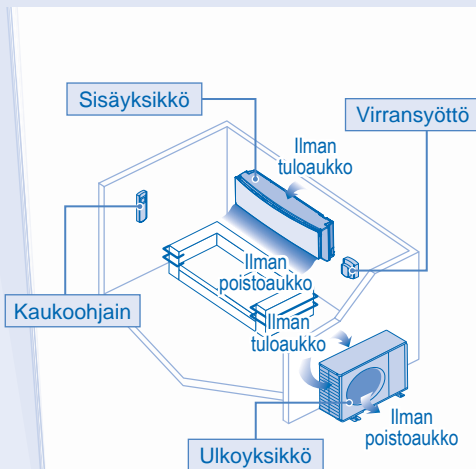 Sisäyksikkö
Virransyöttö
Ilman
tuloaukko
Ilman
poistoaukko
Kaukoohjain
Ilman
tuloaukko
Ilman
poistoaukko
Ulkoyksikkö